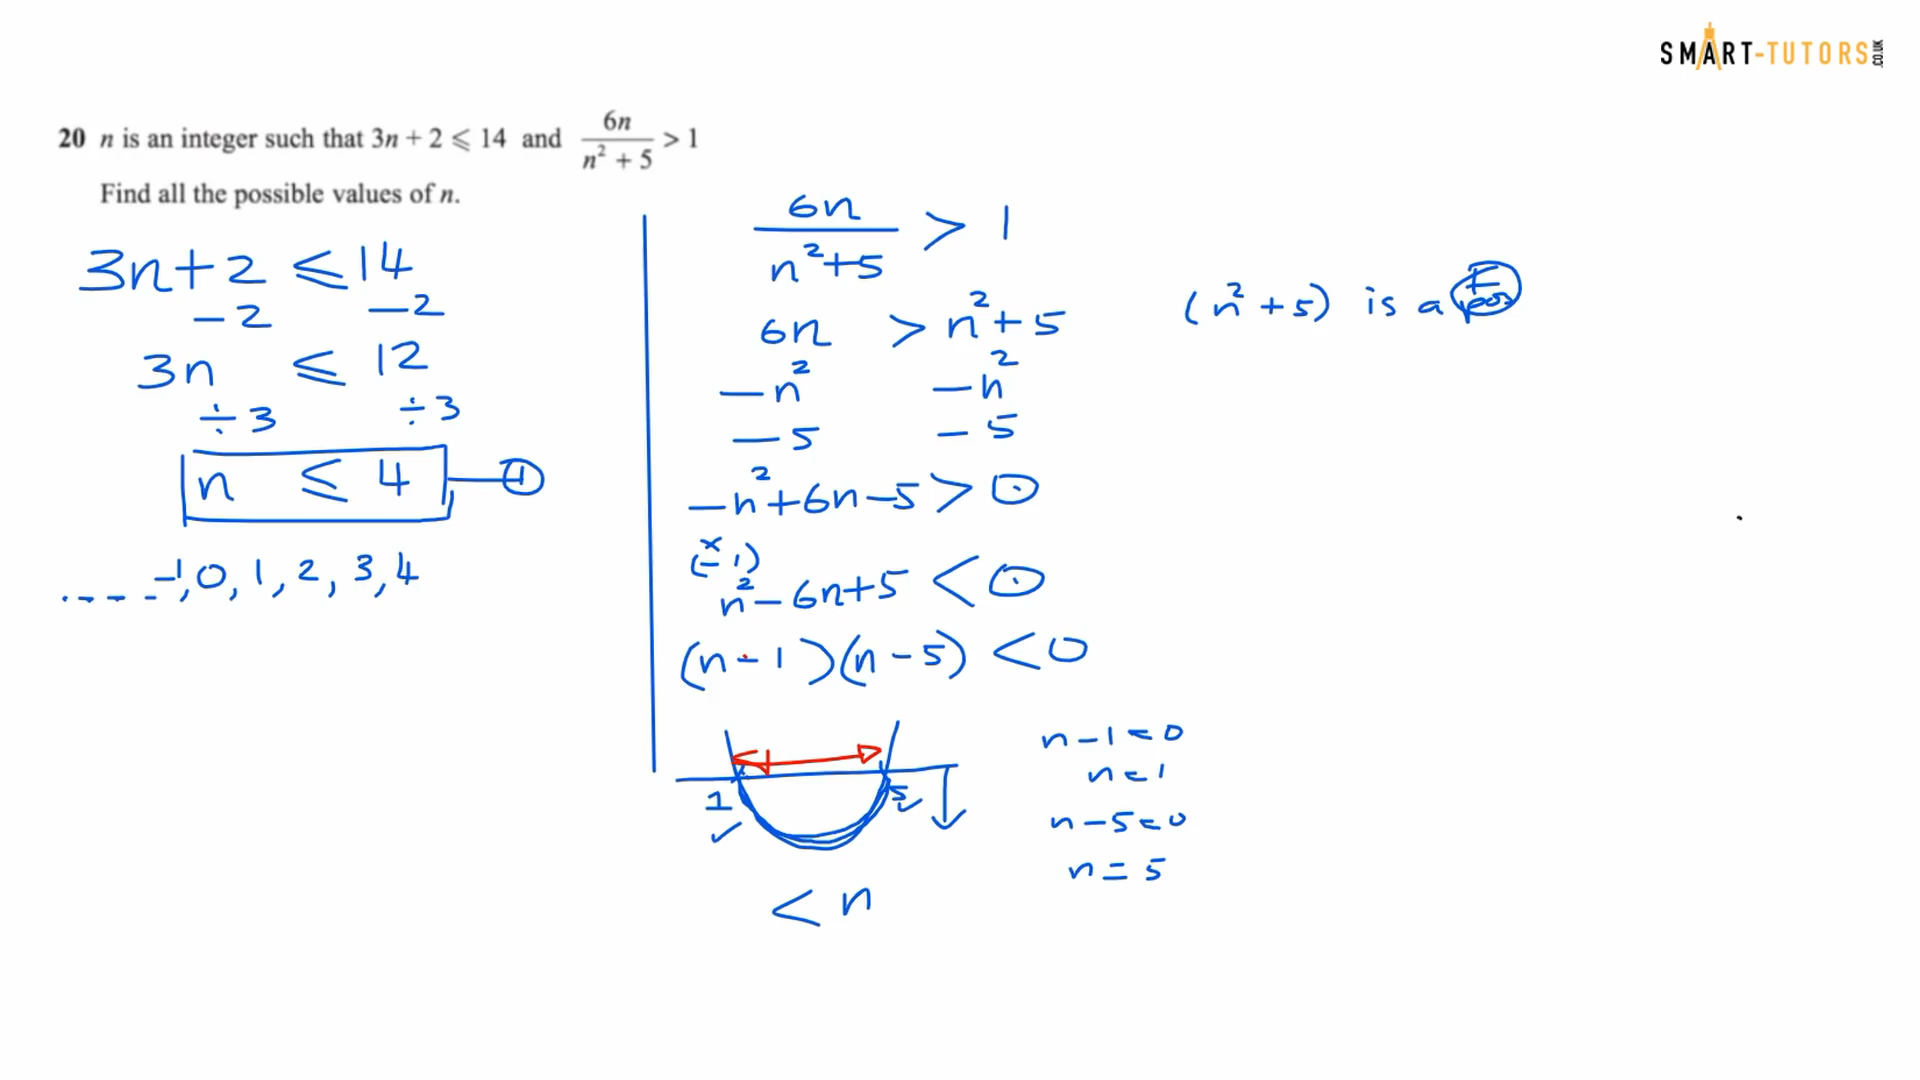 SMART-TUTORS.CO.UK
20 n is an integer such that 3n + 2 ⩽ 14 and 6n/(n² + 5) > 1
Find all the possible values of n.
3n+2 ⩽ 14
-2 -2
3n ⩽ 12
÷3 ÷3
n ⩽ 4 —①
.... -1, 0, 1, 2, 3, 4
6n/(n²+5) > 1
6n > n²+5
-n² -n²
-5 -5
-n²+6n-5 > 0
(×-1)
n²-6n+5 < 0
(n-1)(n-5) < 0
1 5
< n
(n²+5) is a
n-1=0
n=1
n-5=0
n=5